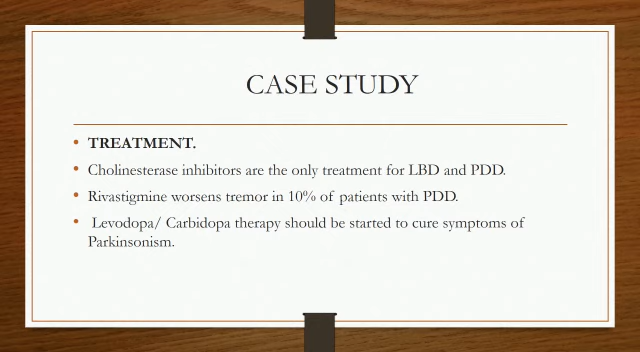 CASE STUDY
• TREATMENT.
• Cholinesterase inhibitors are the only treatment for LBD and PDD.
• Rivastigmine worsens tremor in 10% of patients with PDD.
• Levodopa/ Carbidopa therapy should be started to cure symptoms of
Parkinsonism.